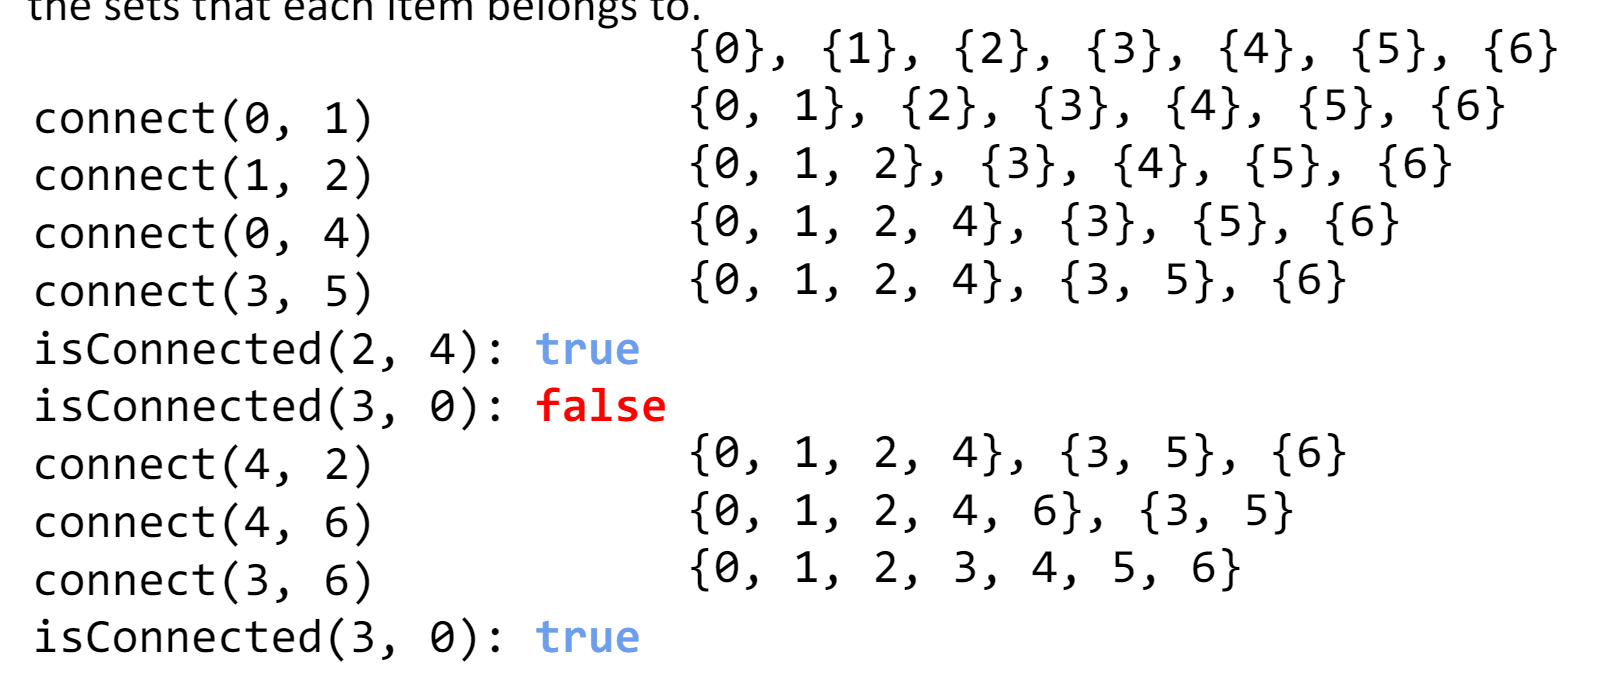 the sets that each item belongs to.
{0}, {1}, {2}, {3}, {4}, {5}, {6}
connect(0, 1) {0, 1}, {2}, {3}, {4}, {5}, {6}
connect(1, 2) {0, 1, 2}, {3}, {4}, {5}, {6}
connect(0, 4) {0, 1, 2, 4}, {3}, {5}, {6}
connect(3, 5) {0, 1, 2, 4}, {3, 5}, {6}
isConnected(2, 4): true
isConnected(3, 0): false
connect(4, 2) {0, 1, 2, 4}, {3, 5}, {6}
connect(4, 6) {0, 1, 2, 4, 6}, {3, 5}
connect(3, 6) {0, 1, 2, 3, 4, 5, 6}
isConnected(3, 0): true